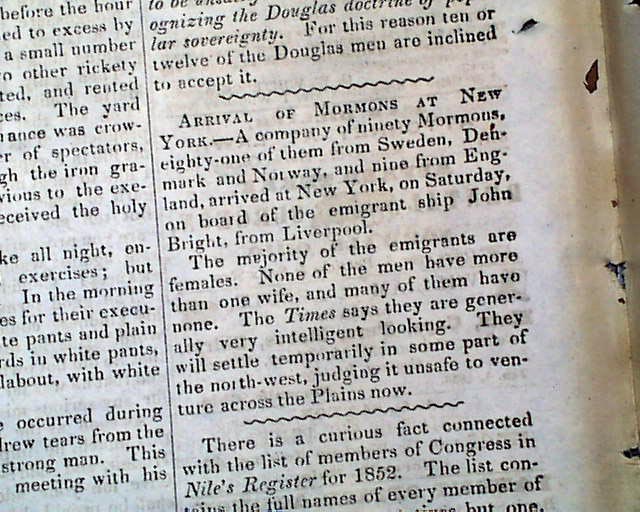 before the hour
ed to excess by
a small number
o other rickety
ted, and rented
ces. The yard
rance was crow-
er of spectators,
gh the iron gra-
vious to the exe-
eceived the holy
ke all night, en-
exercises; but
In the morning
es for their execu-
te pants and plain
rds in white pants,
labout, with white
occurred during
drew tears from the
strong man. This
meeting with his
ognizing the Douglas doctrine of
lar sovereignty. For this reason ten or
twelve of the Douglas men are inclined
to accept it.
ARRIVAL OF MORMONS AT NEW
YORK.—A company of ninety Mormons,
eighty-one of them from Sweden, Den-
mark and Norway, and nine from Eng-
land, arrived at New York, on Saturday,
on board of the emigrant ship John
Bright, from Liverpool.
The mejority of the emigrants are
females. None of the men have more
than one wife, and many of them have
none. The Times says they are gener-
ally very intelligent looking. They
will settle temporarily in some part of
the north-west, judging it unsafe to ven-
ture across the Plains now.
There is a curious fact connected
with the list of members of Congress in
Nile's Register for 1852. The list con-
tains the full names of every member of
but one,